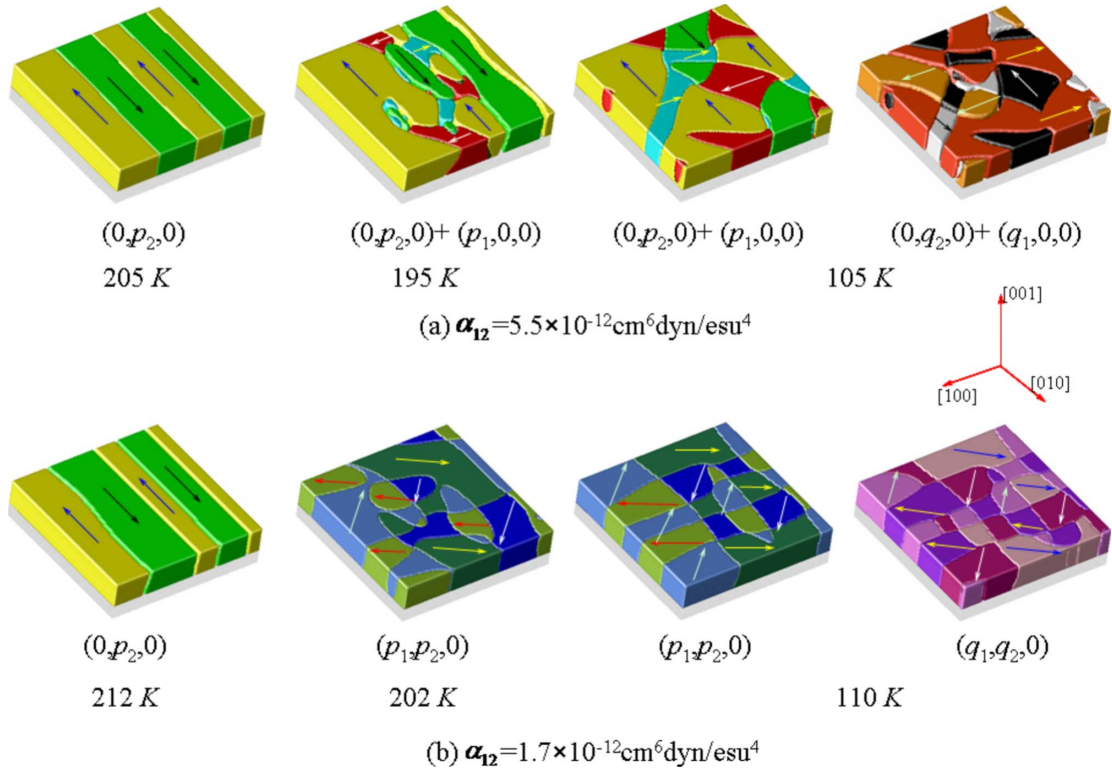 (0,p₂,0) (0,p₂,0)+ (p₁,0,0) (0,p₂,0)+ (p₁,0,0) (0,q₂,0)+ (q₁,0,0)
205 K 195 K 105 K
(a) α₁₂=5.5×10⁻¹²cm⁶dyn/esu⁴
[001]
[100] [010]
(0,p₂,0) (p₁,p₂,0) (p₁,p₂,0) (q₁,q₂,0)
212 K 202 K 110 K
(b) α₁₂=1.7×10⁻¹²cm⁶dyn/esu⁴